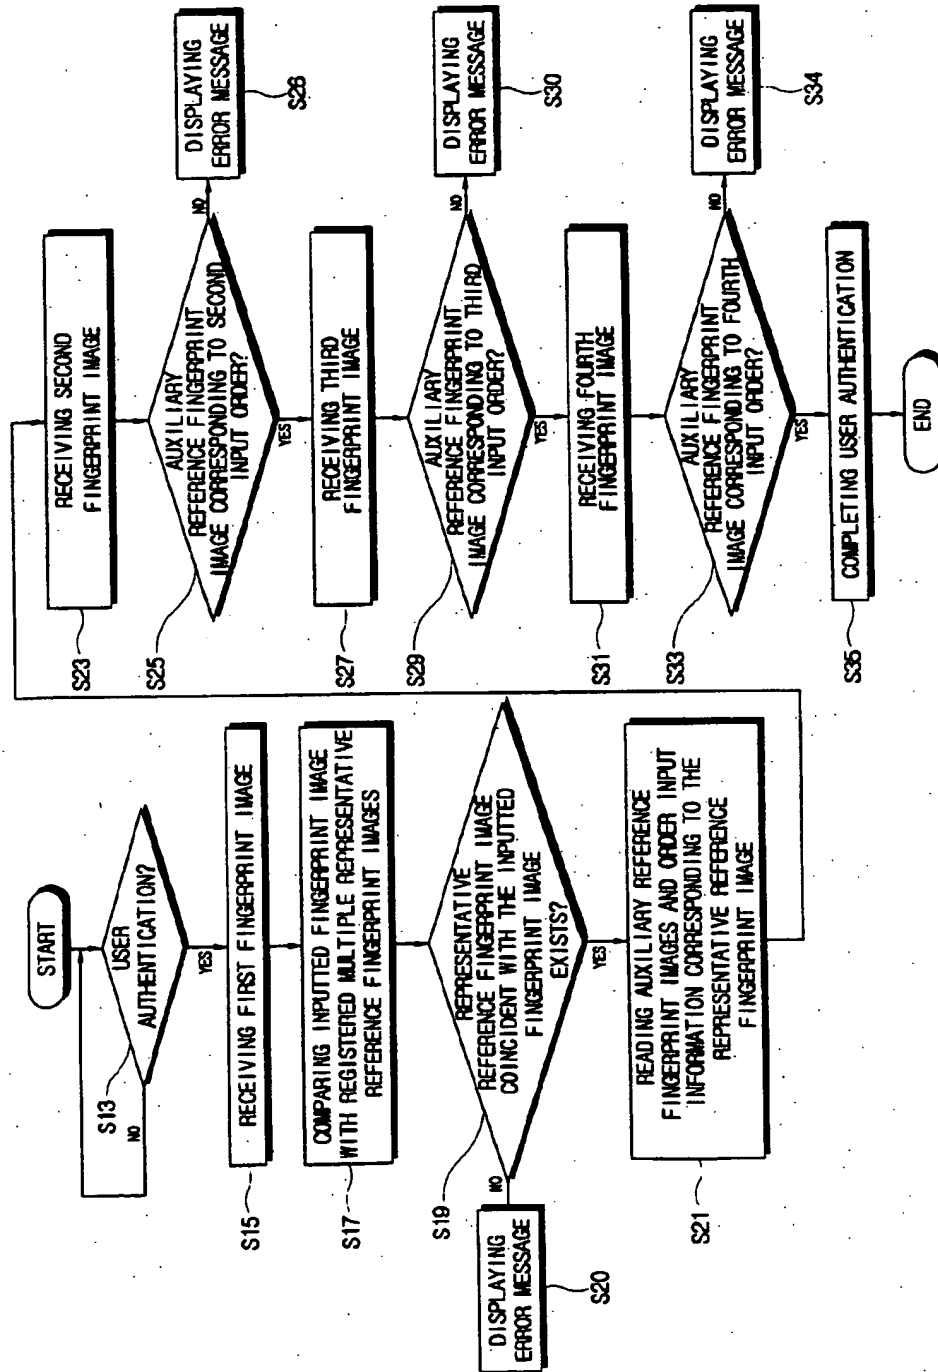 START
USER
AUTHENTICATION?
S13
NO
YES
RECEIVING FIRST FINGERPRINT IMAGE
S15
COMPARING INPUTTED FINGERPRINT IMAGE
WITH REGISTERED MULTIPLE REPRESENTATIVE
REFERENCE FINGERPRINT IMAGES
S17
REPRESENTATIVE
REFERENCE FINGERPRINT IMAGE
COINCIDENT WITH THE INPUTTED
FINGERPRINT IMAGE
EXISTS?
S19
NO
DISPLAYING
ERROR MESSAGE
S20
YES
READING AUXILIARY REFERENCE
FINGERPRINT IMAGES AND ORDER INPUT
INFORMATION CORRESPONDING TO THE
REPRESENTATIVE REFERENCE
FINGERPRINT IMAGE
S21
RECEIVING SECOND
FINGERPRINT IMAGE
S23
AUXILIARY
REFERENCE FINGERPRINT
IMAGE CORRESPONDING TO SECOND
INPUT ORDER?
S25
NO
DISPLAYING
ERROR MESSAGE
S26
YES
RECEIVING THIRD
FINGERPRINT IMAGE
S27
AUXILIARY
REFERENCE FINGERPRINT
IMAGE CORRESPONDING TO THIRD
INPUT ORDER?
S29
NO
DISPLAYING
ERROR MESSAGE
S30
YES
RECEIVING FOURTH
FINGERPRINT IMAGE
S31
AUXILIARY
REFERENCE FINGERPRINT
IMAGE CORRESPONDING TO FOURTH
INPUT ORDER?
S33
NO
DISPLAYING
ERROR MESSAGE
S34
YES
COMPLETING USER AUTHENTICATION
S35
END